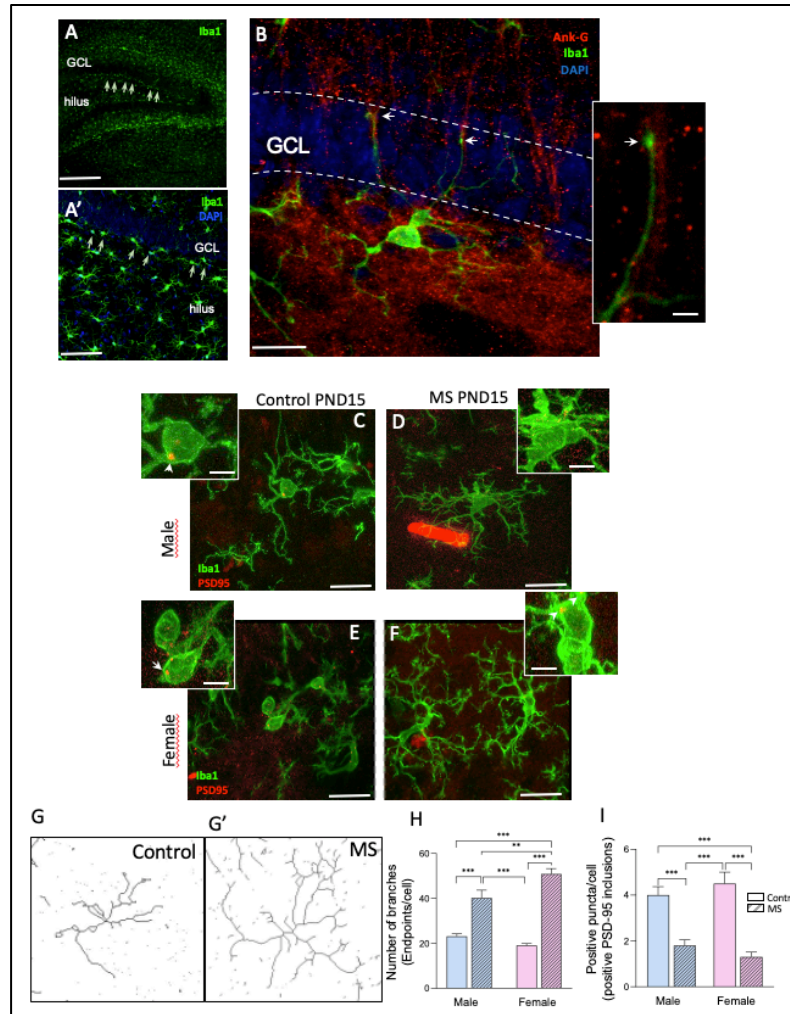 A
Iba1
GCL
hilus
A'
Iba1
DAPI
GCL
hilus
B
Ank-G
Iba1
DAPI
GCL
Control PND15
MS PND15
C
D
Male
Iba1
PSD95
E
F
Female
Iba1
PSD95
G
Control
G'
MS
H
Number of branches
(Endpoints/cell)
60
40
20
0
***
**
***
***
***
Male
Female
I
Positive puncta/cell
(positive PSD-95 inclusions)
6
4
2
0
***
***
***
***
Male
Female
MS